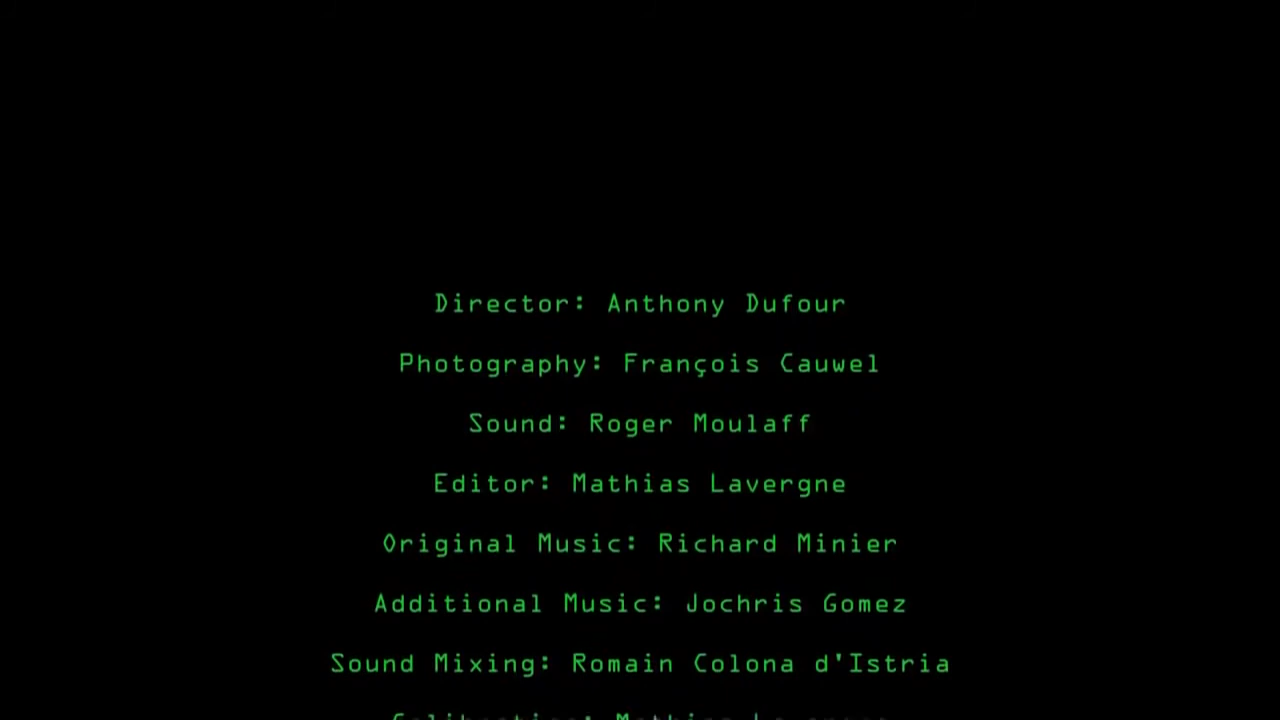 Director: Anthony Dufour
Photography: François Cauwel
Sound: Roger Moulaff
Editor: Mathias Lavergne
Original Music: Richard Minier
Additional Music: Jochris Gomez
Sound Mixing: Romain Colona d'Istria